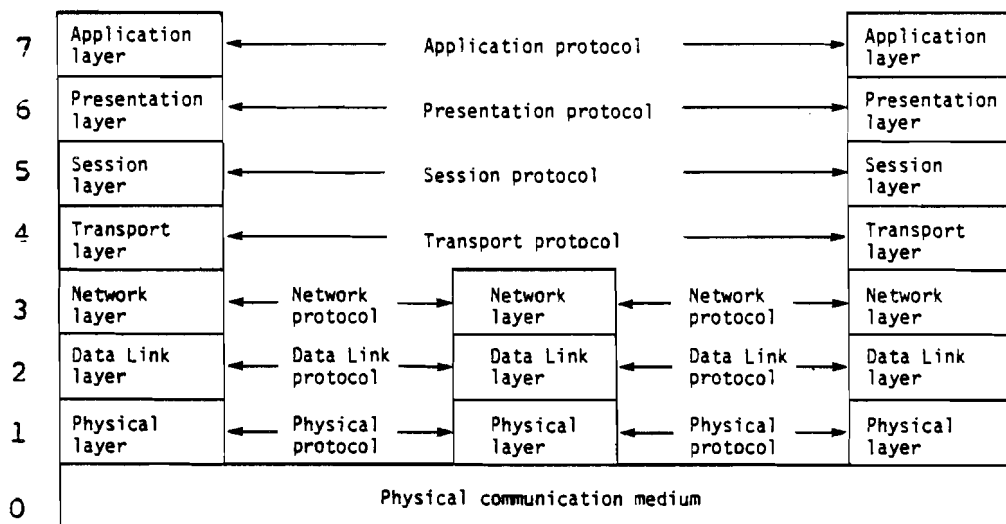 7 Application layer Application protocol Application layer
6 Presentation layer Presentation protocol Presentation layer
5 Session layer Session protocol Session layer
4 Transport layer Transport protocol Transport layer
3 Network layer Network protocol Network layer Network protocol Network layer
2 Data Link layer Data Link protocol Data Link layer Data Link protocol Data Link layer
1 Physical layer Physical protocol Physical layer Physical protocol Physical layer
0 Physical communication medium